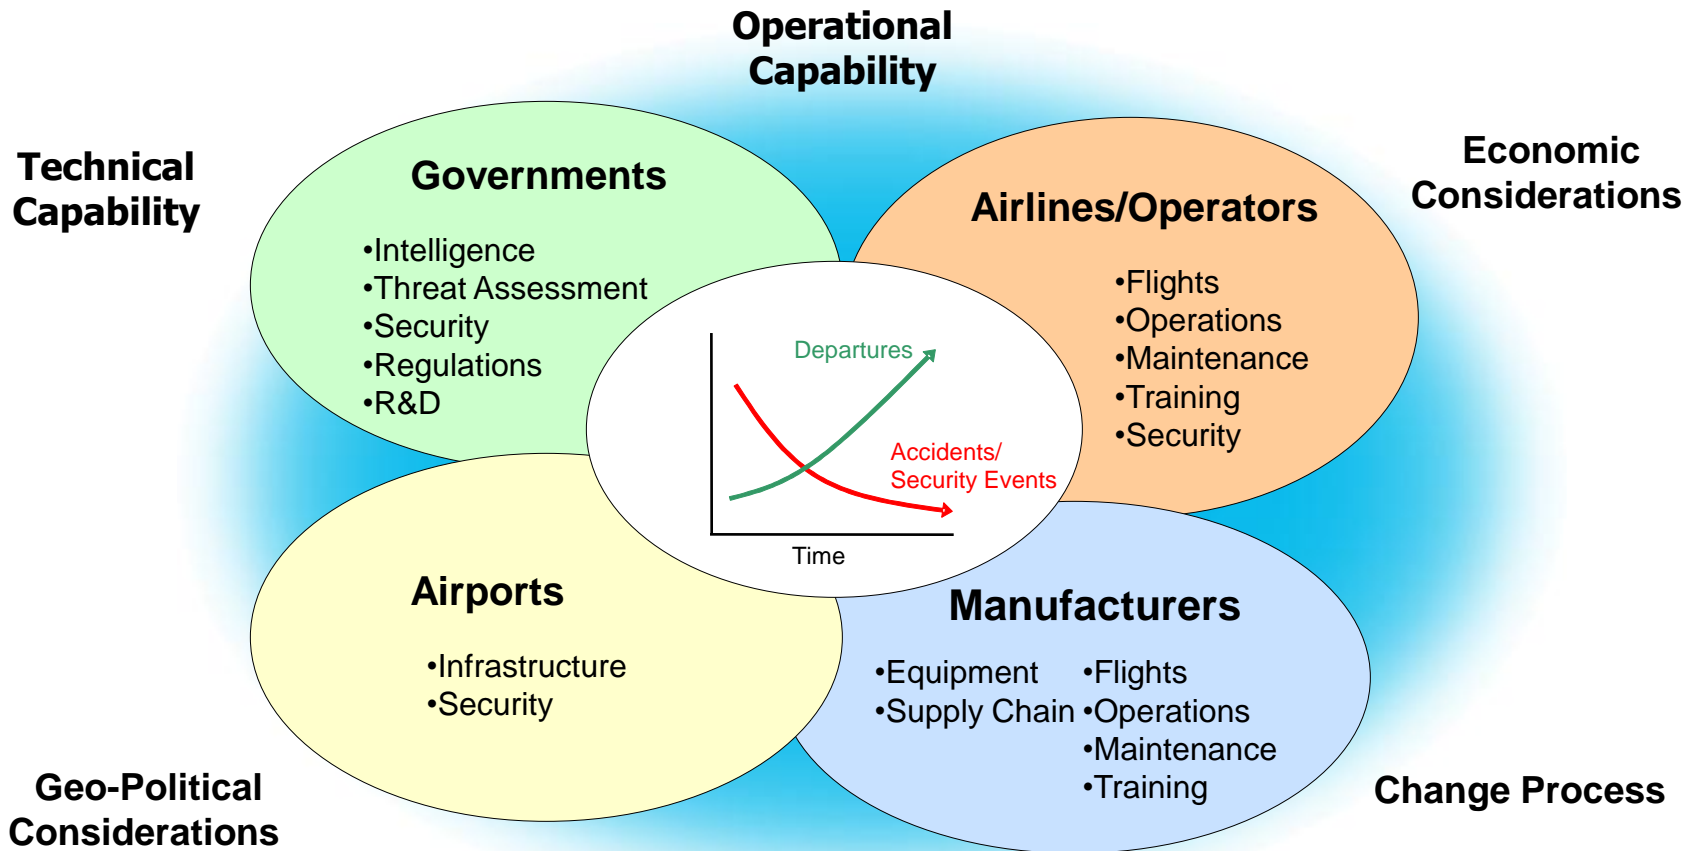 Operational
Capability
Technical
Capability
Economic
Considerations
Governments
•Intelligence
•Threat Assessment
•Security
•Regulations
•R&D
Airlines/Operators
•Flights
•Operations
•Maintenance
•Training
•Security
Departures
Accidents/
Security Events
Time
Airports
•Infrastructure
•Security
Manufacturers
•Equipment
•Supply Chain
•Flights
•Operations
•Maintenance
•Training
Geo-Political
Considerations
Change Process